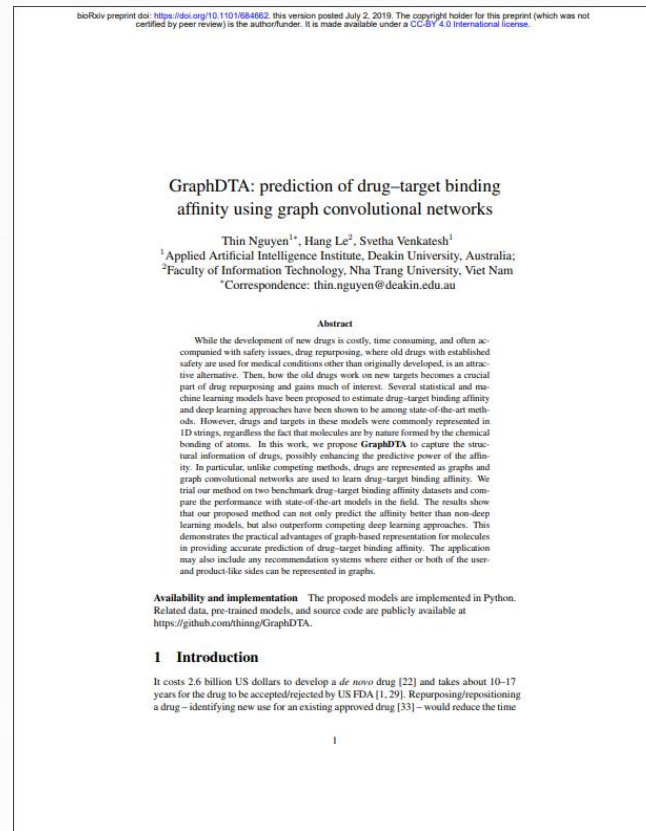 bioRxiv preprint doi: https://doi.org/10.1101/684662. this version posted July 2, 2019. The copyright holder for this preprint (which was not
certified by peer review) is the author/funder. It is made available under a CC-BY 4.0 International license.
GraphDTA: prediction of drug–target binding
affinity using graph convolutional networks
Thin Nguyen1*, Hang Le2, Svetha Venkatesh1
1Applied Artificial Intelligence Institute, Deakin University, Australia;
2Faculty of Information Technology, Nha Trang University, Viet Nam
*Correspondence: thin.nguyen@deakin.edu.au
Abstract
While the development of new drugs is costly, time consuming, and often ac-
companied with safety issues, drug repurposing, where old drugs with established
safety are used for medical conditions other than originally developed, is an attrac-
tive alternative. Then, how the old drugs work on new targets becomes a crucial
part of drug repurposing and gains much of interest. Several statistical and ma-
chine learning models have been proposed to estimate drug–target binding affinity
and deep learning approaches have been shown to be among state-of-the-art meth-
ods. However, drugs and targets in these models were commonly represented in
1D strings, regardless the fact that molecules are by nature formed by the chemical
bonding of atoms. In this work, we propose GraphDTA to capture the struc-
tural information of drugs, possibly enhancing the predictive power of the affin-
ity. In particular, unlike competing methods, drugs are represented as graphs and
graph convolutional networks are used to learn drug–target binding affinity. We
trial our method on two benchmark drug–target binding affinity datasets and com-
pare the performance with state-of-the-art models in the field. The results show
that our proposed method can not only predict the affinity better than non-deep
learning models, but also outperform competing deep learning approaches. This
demonstrates the practical advantages of graph-based representation for molecules
in providing accurate prediction of drug–target binding affinity. The application
may also include any recommendation systems where either or both of the user-
and product-like sides can be represented in graphs.
Availability and implementation The proposed models are implemented in Python.
Related data, pre-trained models, and source code are publicly available at
https://github.com/thinng/GraphDTA.
1 Introduction
It costs 2.6 billion US dollars to develop a de novo drug [22] and takes about 10–17
years for the drug to be accepted/rejected by US FDA [1, 29]. Repurposing/repositioning
a drug – identifying new use for an existing approved drug [33] – would reduce the time
1